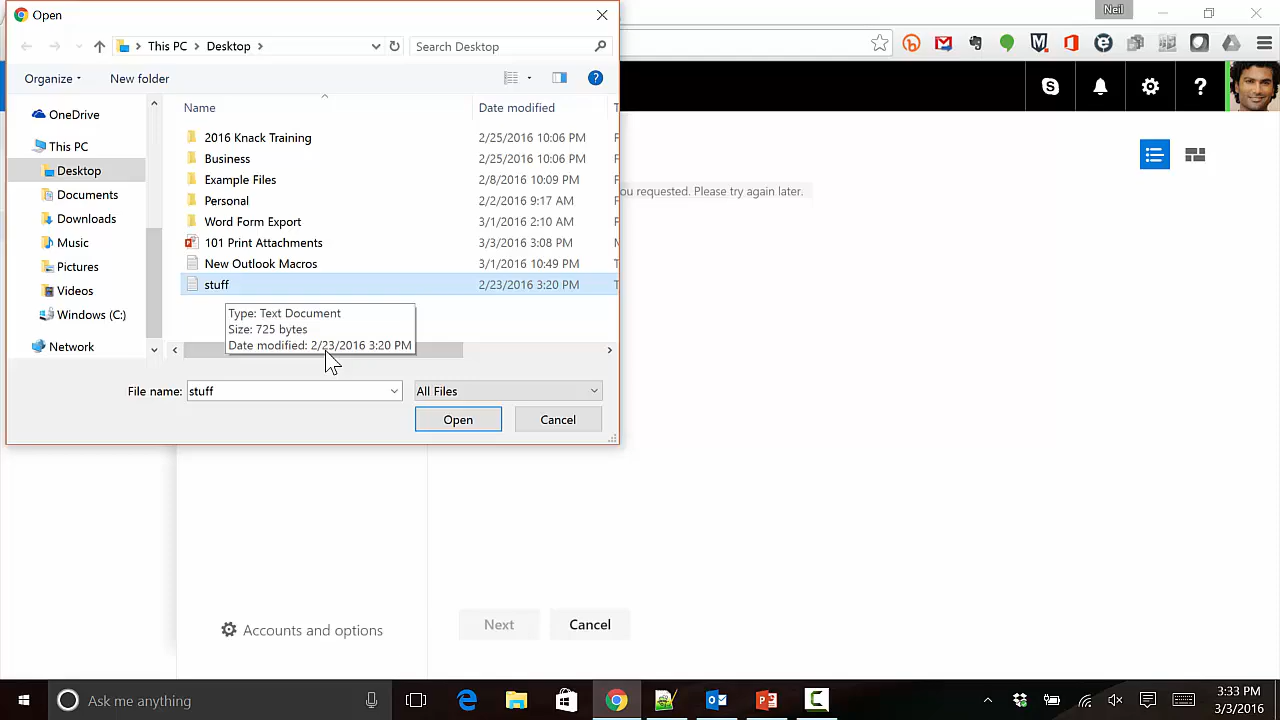 Open
Neil
This PC
Desktop
Search Desktop
Organize
New folder
?
?
OneDrive
This PC
Desktop
Documents
Downloads
Music
Pictures
Videos
Windows (C:)
Network
Name
Date modified
T
2016 Knack Training 2/25/2016 10:06 PM F
Business 2/25/2016 10:06 PM F
Example Files 2/8/2016 10:09 PM F
Personal 2/2/2016 9:17 AM F
Word Form Export 3/1/2016 2:10 AM F
101 Print Attachments 3/3/2016 3:08 PM M
New Outlook Macros 3/1/2016 10:49 PM T
stuff 2/23/2016 3:20 PM T
Type: Text Document
Size: 725 bytes
Date modified: 2/23/2016 3:20 PM
File name: stuff
All Files
Open
Cancel
ou requested. Please try again later.
Accounts and options
Next
Cancel
Ask me anything
3:33 PM
3/3/2016